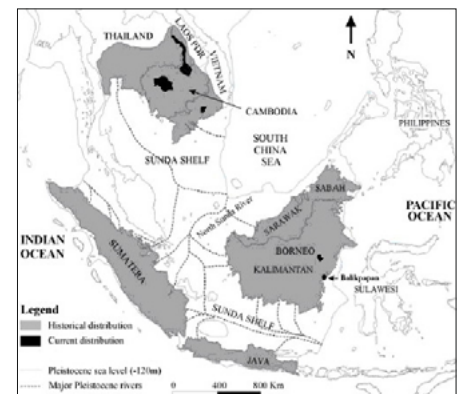 THAILAND
LAOS PDR
VIETNAM
N
CAMBODIA
PHILIPPINES
SOUTH
CHINA
SEA
SUNDA SHELF
SABAH
PACIFIC
OCEAN
North Sunda River
SARAWAK
INDIAN
OCEAN
SUMATERA
BORNEO
KALIMANTAN
Balikpapan
SULAWESI
Legend
Historical distribution
Current distribution
SUNDA SHELF
JAVA
Pleistocene sea level (-120m)
Major Pleistocene rivers
0 400 800 Km